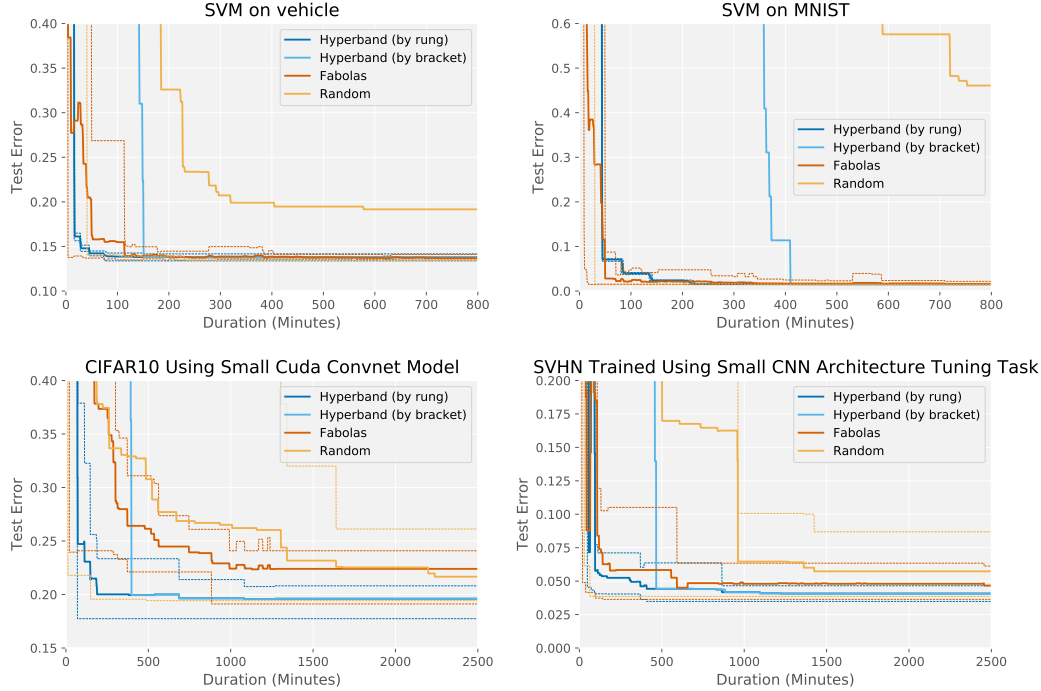 SVM on vehicle
0.40
0.35
0.30
0.25
0.20
0.15
0.10
Test Error
Hyperband (by rung)
Hyperband (by bracket)
Fabolas
Random
0 100 200 300 400 500 600 700 800
Duration (Minutes)
SVM on MNIST
0.6
0.5
0.4
0.3
0.2
0.1
0.0
Test Error
Hyperband (by rung)
Hyperband (by bracket)
Fabolas
Random
0 100 200 300 400 500 600 700 800
Duration (Minutes)
CIFAR10 Using Small Cuda Convnet Model
0.40
0.35
0.30
0.25
0.20
0.15
Test Error
Hyperband (by rung)
Hyperband (by bracket)
Fabolas
Random
0 500 1000 1500 2000 2500
Duration (Minutes)
SVHN Trained Using Small CNN Architecture Tuning Task
0.200
0.175
0.150
0.125
0.100
0.075
0.050
0.025
0.000
Test Error
Hyperband (by rung)
Hyperband (by bracket)
Fabolas
Random
0 500 1000 1500 2000 2500
Duration (Minutes)